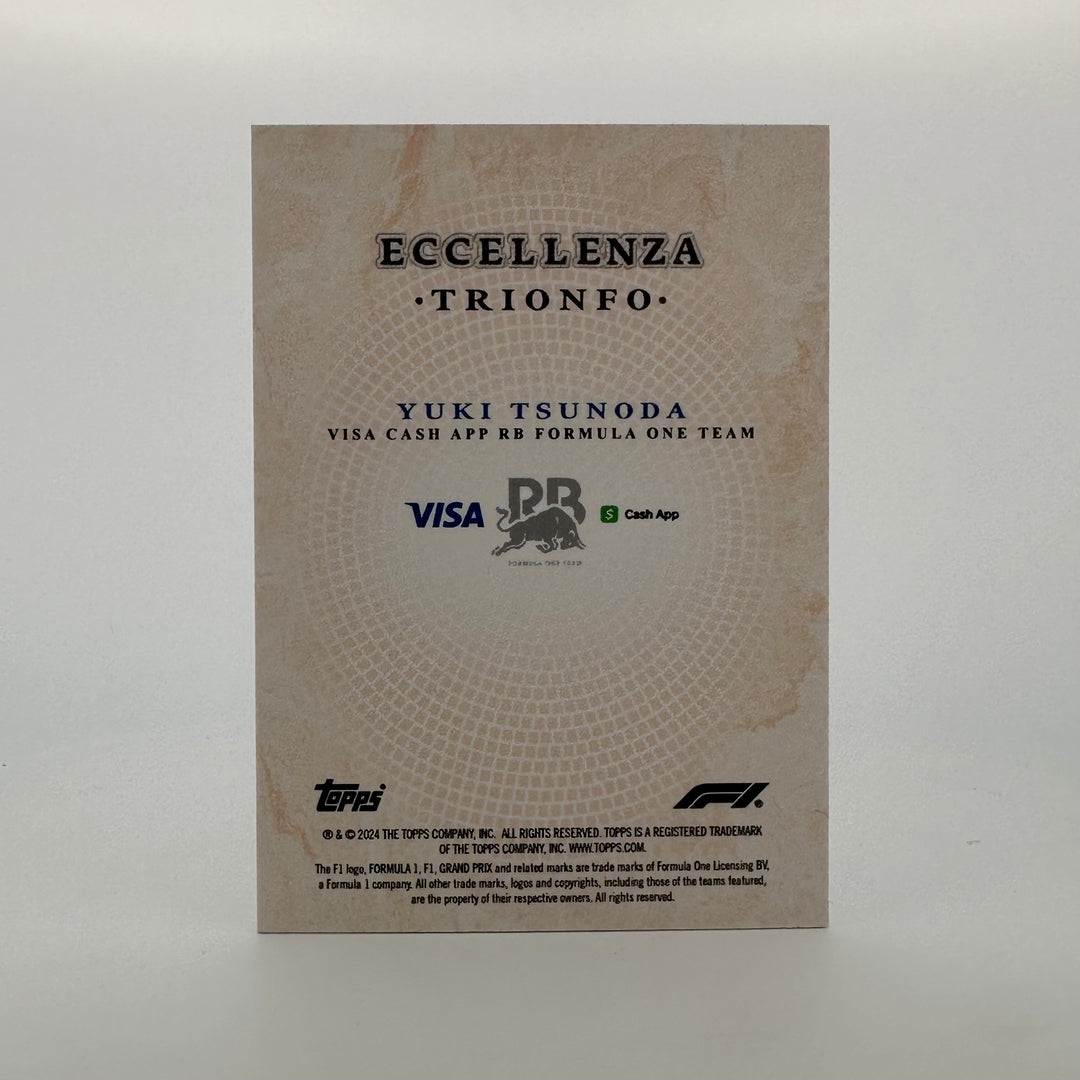 ECCELLENZA
·TRIONFO·
YUKI TSUNODA
VISA CASH APP RB FORMULA ONE TEAM
VISA RB $ Cash App
FORMULA ONE TEAM
topps F1®
® & © 2024 THE TOPPS COMPANY, INC. ALL RIGHTS RESERVED. TOPPS IS A REGISTERED TRADEMARK
OF THE TOPPS COMPANY, INC. WWW.TOPPS.COM.
The F1 logo, FORMULA 1, F1, GRAND PRIX and related marks are trade marks of Formula One Licensing BV,
a Formula 1 company. All other trade marks, logos and copyrights, including those of the teams featured,
are the property of their respective owners. All rights reserved.